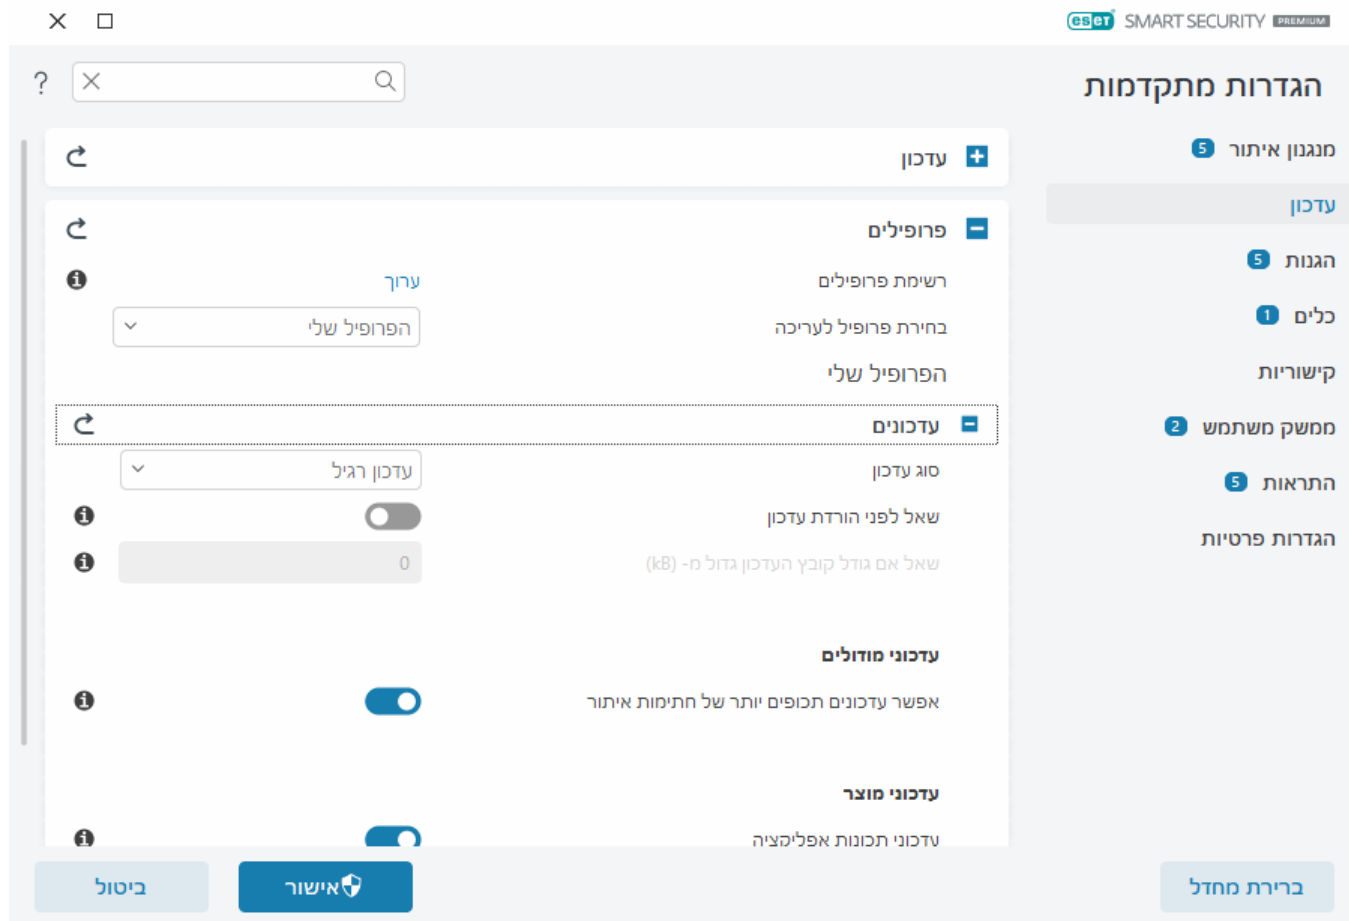 eset SMART SECURITY PREMIUM
הגדרות מתקדמות
?
מנגנון איתור 5
עדכון
הגנות 5
כלים 1
קישוריות
ממשק משתמש 2
התראות 5
הגדרות פרטיות
עדכון
פרופילים
רשימת פרופילים ערוך
בחירת פרופיל לעריכה הפרופיל שלי
הפרופיל שלי
עדכונים
סוג עדכון עדכון רגיל
שאל לפני הורדת עדכון
שאל אם גודל קובץ העדכון גדול מ- (kB) 0
עדכוני מודולים
אפשר עדכונים תכופים יותר של חתימות איתור
עדכוני מוצר
עדכוני תכונות אפליקציה
ברירת מחדל
אישור
ביטול